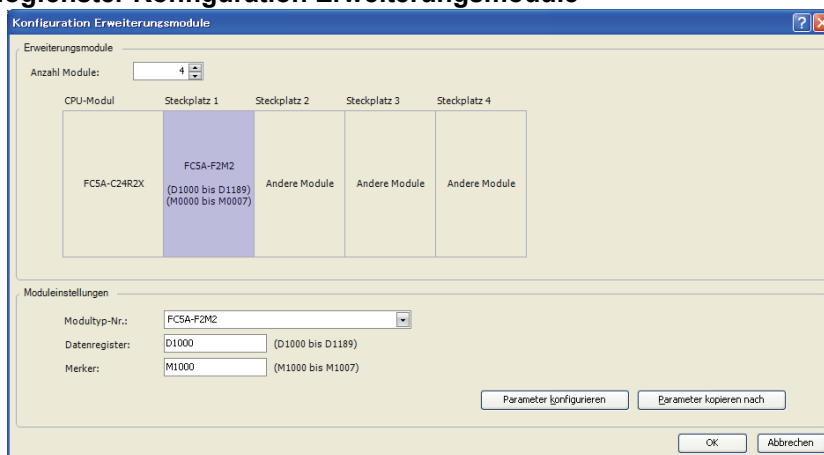 Konfiguration Erweiterungsmodule
Erweiterungsmodule
Anzahl Module: 4
CPU-Modul Steckplatz 1 Steckplatz 2 Steckplatz 3 Steckplatz 4
FC5A-C24R2X
FC5A-F2M2
(D1000 bis D1189)
(M0000 bis M0007)
Andere Module Andere Module Andere Module
Moduleinstellungen
Modultyp-Nr.: FC5A-F2M2
Datenregister: D1000 (D1000 bis D1189)
Merker: M1000 (M1000 bis M1007)
Parameter konfigurieren Parameter kopieren nach
OK Abbrechen